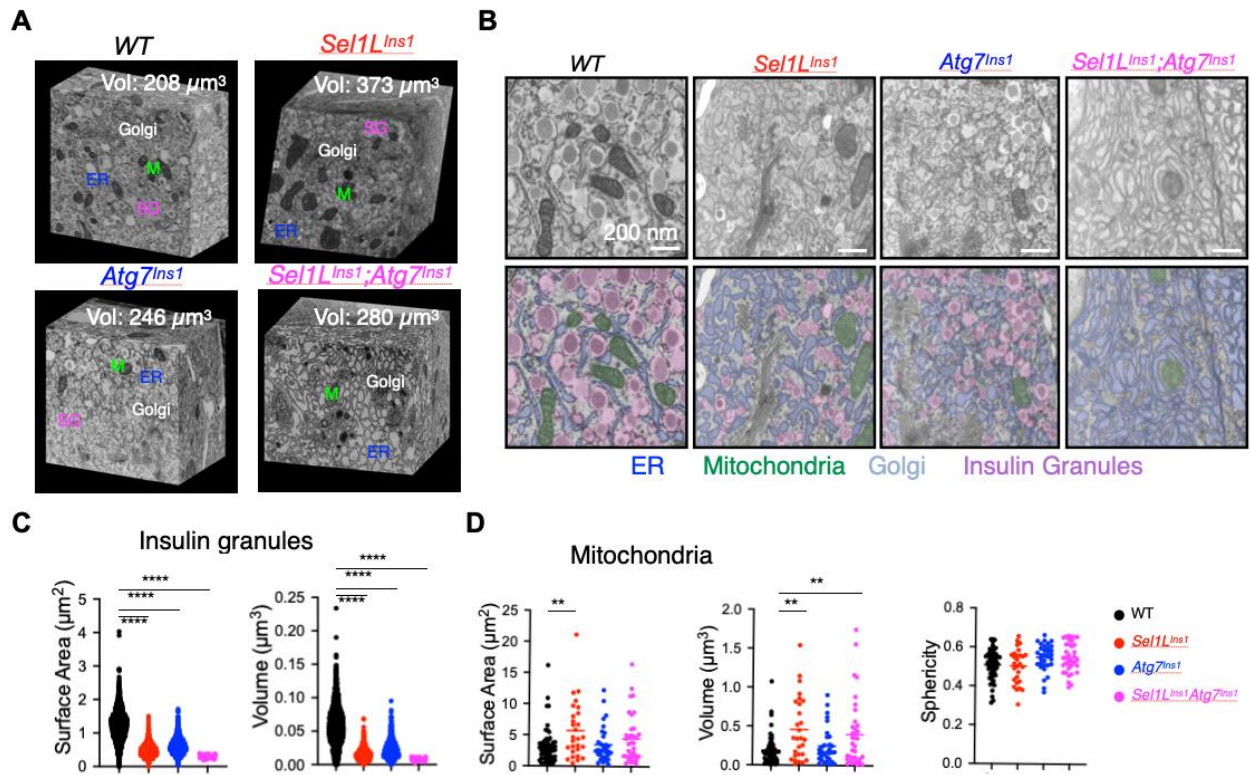 A
WT
Sel1L^Ins1
Vol: 208 µm³
Golgi
M
ER
SG
Vol: 373 µm³
SG
Golgi
M
ER
Atg7^Ins1
Sel1L^Ins1;Atg7^Ins1
Vol: 246 µm³
M
ER
Golgi
SG
Vol: 280 µm³
Golgi
M
ER
B
WT
Sel1L^Ins1
Atg7^Ins1
Sel1L^Ins1;Atg7^Ins1
200 nm
ER Mitochondria Golgi Insulin Granules
C
Insulin granules
Surface Area (µm²)
5
4
3
2
1
0
****
****
****
Volume (µm³)
0.25
0.20
0.15
0.10
0.05
0.00
****
****
****
D
Mitochondria
Surface Area (µm²)
25
20
15
10
5
0
**
Volume (µm³)
2.0
1.5
1.0
0.5
0.0
**
**
Sphericity
0.8
0.6
0.4
0.2
0.0
WT
Sel1L^Ins1
Atg7^Ins1
Sel1L^Ins1Atg7^Ins1